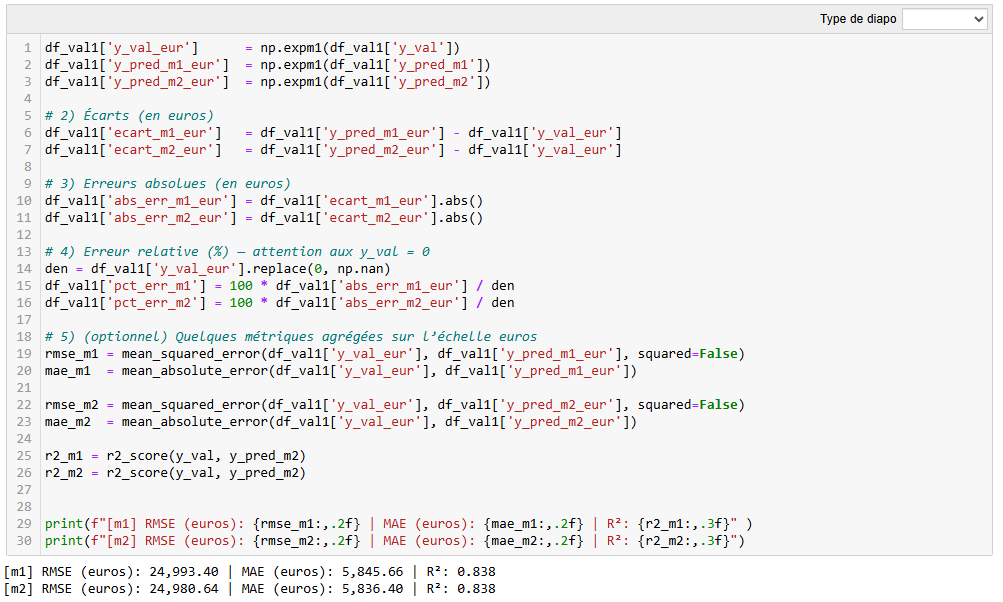 Type de diapo
1 df_val1['y_val_eur']      = np.expm1(df_val1['y_val'])
2 df_val1['y_pred_m1_eur']  = np.expm1(df_val1['y_pred_m1'])
3 df_val1['y_pred_m2_eur']  = np.expm1(df_val1['y_pred_m2'])
4
5 # 2) Écarts (en euros)
6 df_val1['ecart_m1_eur']   = df_val1['y_pred_m1_eur'] - df_val1['y_val_eur']
7 df_val1['ecart_m2_eur']   = df_val1['y_pred_m2_eur'] - df_val1['y_val_eur']
8
9 # 3) Erreurs absolues (en euros)
10 df_val1['abs_err_m1_eur'] = df_val1['ecart_m1_eur'].abs()
11 df_val1['abs_err_m2_eur'] = df_val1['ecart_m2_eur'].abs()
12
13 # 4) Erreur relative (%) — attention aux y_val = 0
14 den = df_val1['y_val_eur'].replace(0, np.nan)
15 df_val1['pct_err_m1'] = 100 * df_val1['abs_err_m1_eur'] / den
16 df_val1['pct_err_m2'] = 100 * df_val1['abs_err_m2_eur'] / den
17
18 # 5) (optionnel) Quelques métriques agrégées sur l’échelle euros
19 rmse_m1 = mean_squared_error(df_val1['y_val_eur'], df_val1['y_pred_m1_eur'], squared=False)
20 mae_m1  = mean_absolute_error(df_val1['y_val_eur'], df_val1['y_pred_m1_eur'])
21
22 rmse_m2 = mean_squared_error(df_val1['y_val_eur'], df_val1['y_pred_m2_eur'], squared=False)
23 mae_m2  = mean_absolute_error(df_val1['y_val_eur'], df_val1['y_pred_m2_eur'])
24
25 r2_m1 = r2_score(y_val, y_pred_m2)
26 r2_m2 = r2_score(y_val, y_pred_m2)
27
28
29 print(f"[m1] RMSE (euros): {rmse_m1:,.2f} | MAE (euros): {mae_m1:,.2f} | R²: {r2_m1:,.3f}" )
30 print(f"[m2] RMSE (euros): {rmse_m2:,.2f} | MAE (euros): {mae_m2:,.2f} | R²: {r2_m2:,.3f}")
[m1] RMSE (euros): 24,993.40 | MAE (euros): 5,845.66 | R²: 0.838
[m2] RMSE (euros): 24,980.64 | MAE (euros): 5,836.40 | R²: 0.838